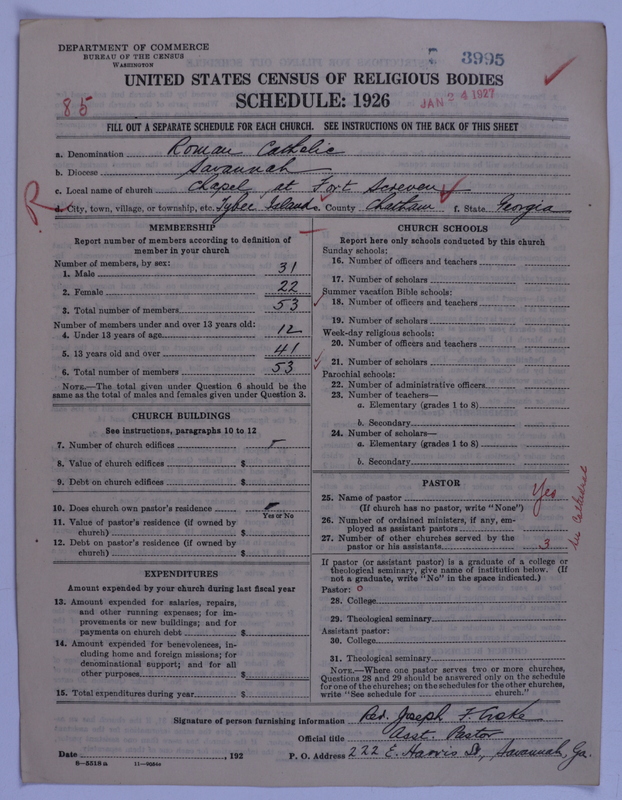 DEPARTMENT OF COMMERCE
BUREAU OF THE CENSUS
WASHINGTON
3995
UNITED STATES CENSUS OF RELIGIOUS BODIES
SCHEDULE: 1926
JAN 24 1927
85
FILL OUT A SEPARATE SCHEDULE FOR EACH CHURCH. SEE INSTRUCTIONS ON THE BACK OF THIS SHEET
a. Denomination Roman Catholic
b. Diocese Savannah
c. Local name of church Chapel at Fort Screven
R
d. City, town, village, or township, etc. Tybee Island e. County Chatham f. State Georgia
MEMBERSHIP
Report number of members according to definition of
member in your church
Number of members, by sex:
1. Male 31
2. Female 22
3. Total number of members 53
Number of members under and over 13 years old:
4. Under 13 years of age 12
5. 13 years old and over 41
6. Total number of members 53
NOTE.—The total given under Question 6 should be the
same as the total of males and females given under Question 3.
CHURCH BUILDINGS
See instructions, paragraphs 10 to 12
7. Number of church edifices
8. Value of church edifices $
9. Debt on church edifices $
10. Does church own pastor's residence
Yes or No
11. Value of pastor's residence (if owned by
church) $
12. Debt on pastor's residence (if owned by
church) $
EXPENDITURES
Amount expended by your church during last fiscal year
13. Amount expended for salaries, repairs,
and other running expenses; for im-
provements or new buildings; and for
payments on church debt $
14. Amount expended for benevolences, in-
cluding home and foreign missions; for
denominational support; and for all
other purposes $
15. Total expenditures during year $
CHURCH SCHOOLS
Report here only schools conducted by this church
Sunday schools:
16. Number of officers and teachers
17. Number of scholars
Summer vacation Bible schools:
18. Number of officers and teachers
19. Number of scholars
Week-day religious schools:
20. Number of officers and teachers
21. Number of scholars
Parochial schools:
22. Number of administrative officers
23. Number of teachers—
a. Elementary (grades 1 to 8)
b. Secondary
24. Number of scholars—
a. Elementary (grades 1 to 8)
b. Secondary
PASTOR
25. Name of pastor Yes
(If church has no pastor, write "None")
26. Number of ordained ministers, if any, em-
ployed as assistant pastors
27. Number of other churches served by the
pastor or his assistants 3
See Cathedral
If pastor (or assistant pastor) is a graduate of a college or
theological seminary, give name of institution below. (If
not a graduate, write "No" in the space indicated.)
Pastor: 0
28. College
29. Theological seminary
Assistant pastor:
30. College
31. Theological seminary
NOTE.—Where one pastor serves two or more churches,
Questions 28 and 29 should be answered only on the schedule
for one of the churches; on the schedules for the other churches,
write "See schedule for church."
Signature of person furnishing information Rev. Joseph F.
Official title Asst. Pastor
Date , 192 P. O. Address 222 E. Harris St., Savannah, Ga.
8—5318a 11—9056a